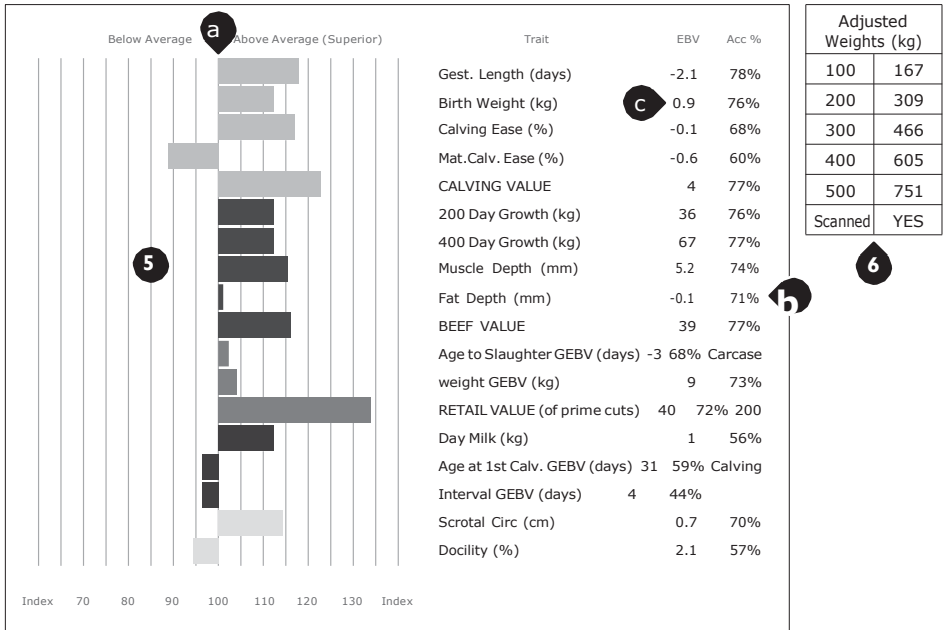 Below Average a Above Average (Superior) Trait EBV Acc %
Gest. Length (days) -2.1 78%
Birth Weight (kg) c 0.9 76%
Calving Ease (%) -0.1 68%
Mat.Calv. Ease (%) -0.6 60%
CALVING VALUE 4 77%
200 Day Growth (kg) 36 76%
400 Day Growth (kg) 67 77%
5 Muscle Depth (mm) 5.2 74%
Fat Depth (mm) -0.1 71% b
BEEF VALUE 39 77%
Age to Slaughter GEBV (days) -3 68% Carcase
weight GEBV (kg) 9 73%
RETAIL VALUE (of prime cuts) 40 72% 200
Day Milk (kg) 1 56%
Age at 1st Calv. GEBV (days) 31 59% Calving
Interval GEBV (days) 4 44%
Scrotal Circ (cm) 0.7 70%
Docility (%) 2.1 57%
Index 70 80 90 100 110 130 Index
Adjusted
Weights (kg)
100 167
200 309
300 466
400 605
500 751
Scanned YES
6